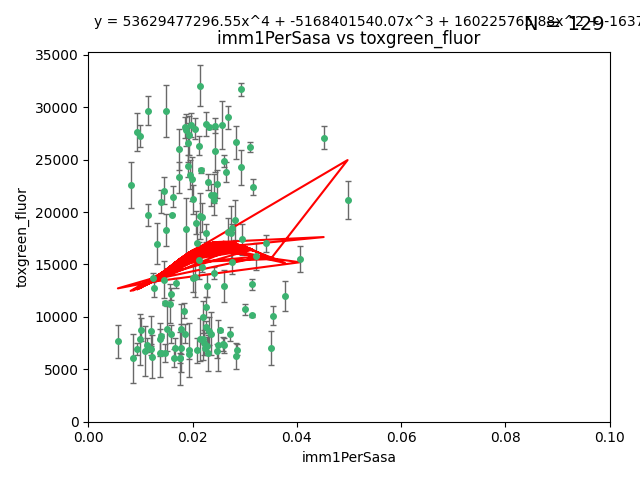 y = 53629477296.55x^4 + -5168401540.07x^3 +
N = 129
imm1PerSasa vs toxgreen_fluor
35000
30000
25000
20000
15000
10000
5000
0
toxgreen_fluor
0.00 0.02 0.04 0.06 0.08 0.10
imm1PerSasa